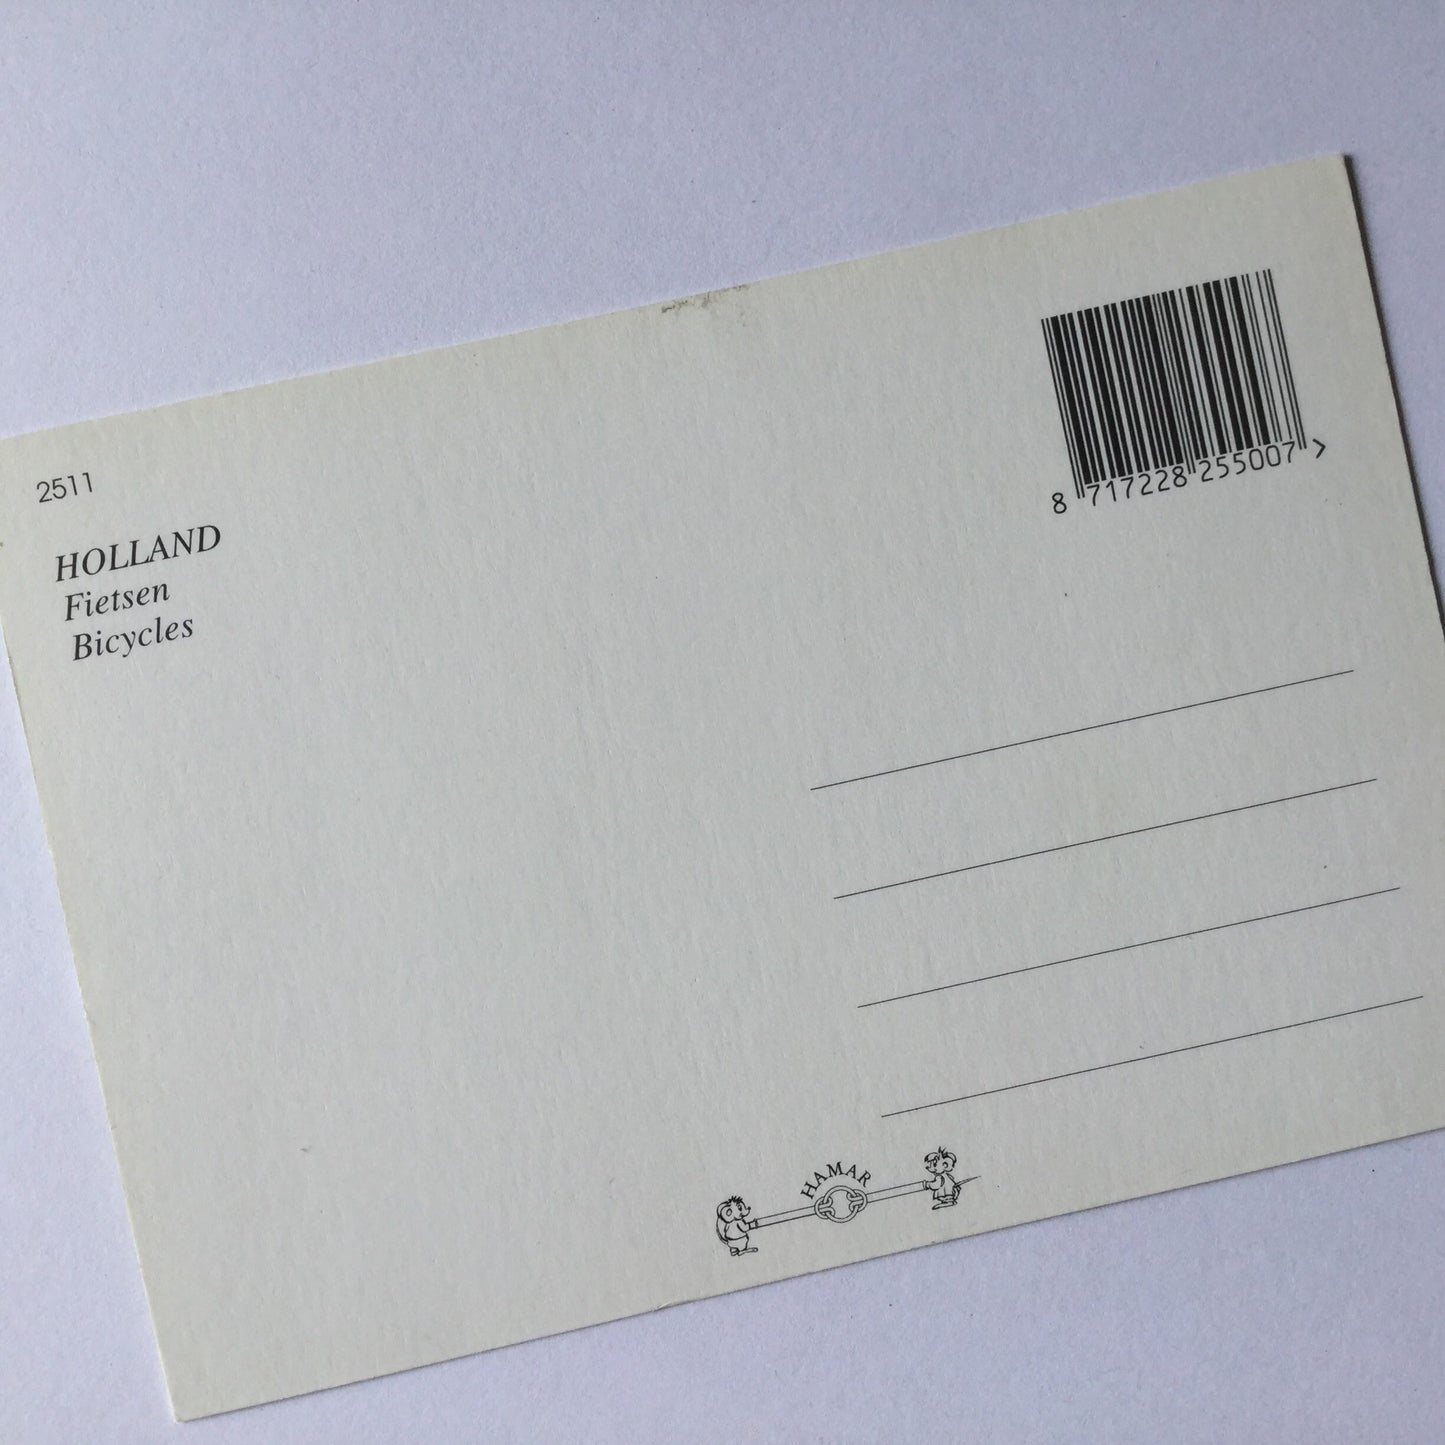 2511
HOLLAND
Fietsen
Bicycles
8 717228 255007 >
HAMAR